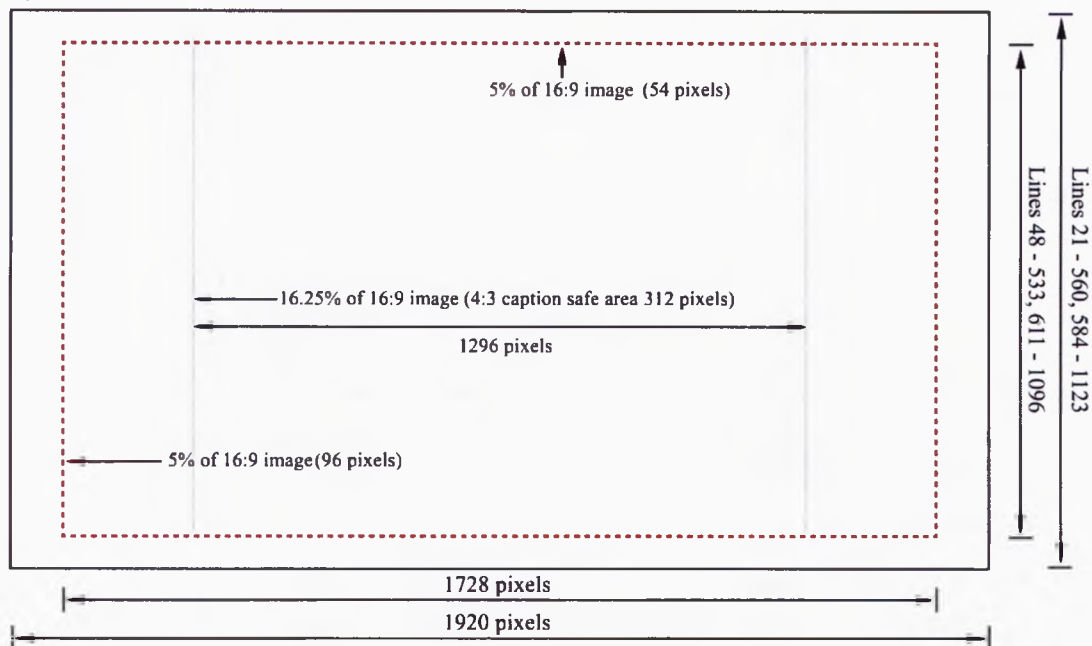 5% of 16:9 image (54 pixels)
16.25% of 16:9 image (4:3 caption safe area 312 pixels)
1296 pixels
5% of 16:9 image (96 pixels)
Lines 48 - 533, 611 - 1096
Lines 21 - 560, 584 - 1123
1728 pixels
1920 pixels